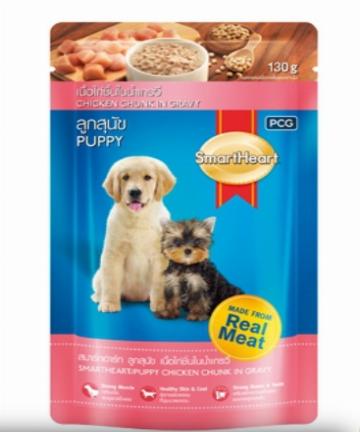 130 g
เนื้อไก่ชิ้นในน้ำเกรวี่
CHICKEN CHUNK IN GRAVY
ลูกสุนัข
PUPPY
PCG
SmartHeart
MADE FROM
Real
Meat
สมาร์ทฮาร์ท ลูกสุนัข เนื้อไก่ชิ้นในน้ำเกรวี่
SMARTHEART PUPPY CHICKEN CHUNK IN GRAVY
Strong Muscle
Healthy Skin & Coat
Strong Bones & Teeth